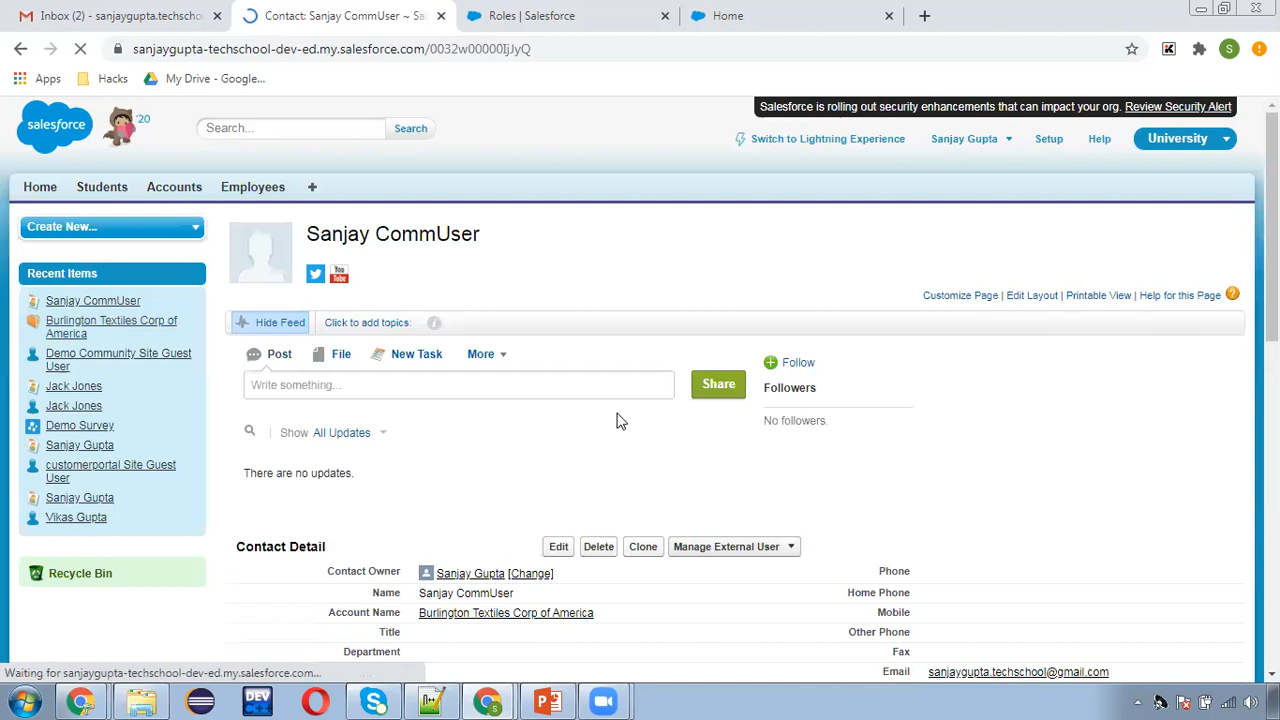 Inbox (2) - sanjaygupta.techschoo
Contact: Sanjay CommUser ~ Sa
Roles | Salesforce
Home
sanjaygupta-techschool-dev-ed.my.salesforce.com/0032w00000IjJyQ
S
Apps
Hacks
My Drive - Google...
Salesforce is rolling out security enhancements that can impact your org. Review Security Alert
salesforce
'20
Search...
Search
Switch to Lightning Experience
Sanjay Gupta
Setup
Help
University
Home
Students
Accounts
Employees
Create New...
Recent Items
Sanjay CommUser
Burlington Textiles Corp of
America
Demo Community Site Guest
User
Jack Jones
Jack Jones
Demo Survey
Sanjay Gupta
customerportal Site Guest
User
Sanjay Gupta
Vikas Gupta
Recycle Bin
Sanjay CommUser
You
Tube
Customize Page | Edit Layout | Printable View | Help for this Page
Hide Feed
Click to add topics:
Post
File
New Task
More
Write something...
Share
Follow
Followers
No followers.
Show All Updates
There are no updates.
Contact Detail
Edit
Delete
Clone
Manage External User
Contact Owner
Sanjay Gupta [Change]
Phone
Name
Sanjay CommUser
Home Phone
Account Name
Burlington Textiles Corp of America
Mobile
Title
Other Phone
Department
Fax
Email
sanjaygupta.techschool@gmail.com
Waiting for sanjaygupta-techschool-dev-ed.my.salesforce.com...
DEV
C++